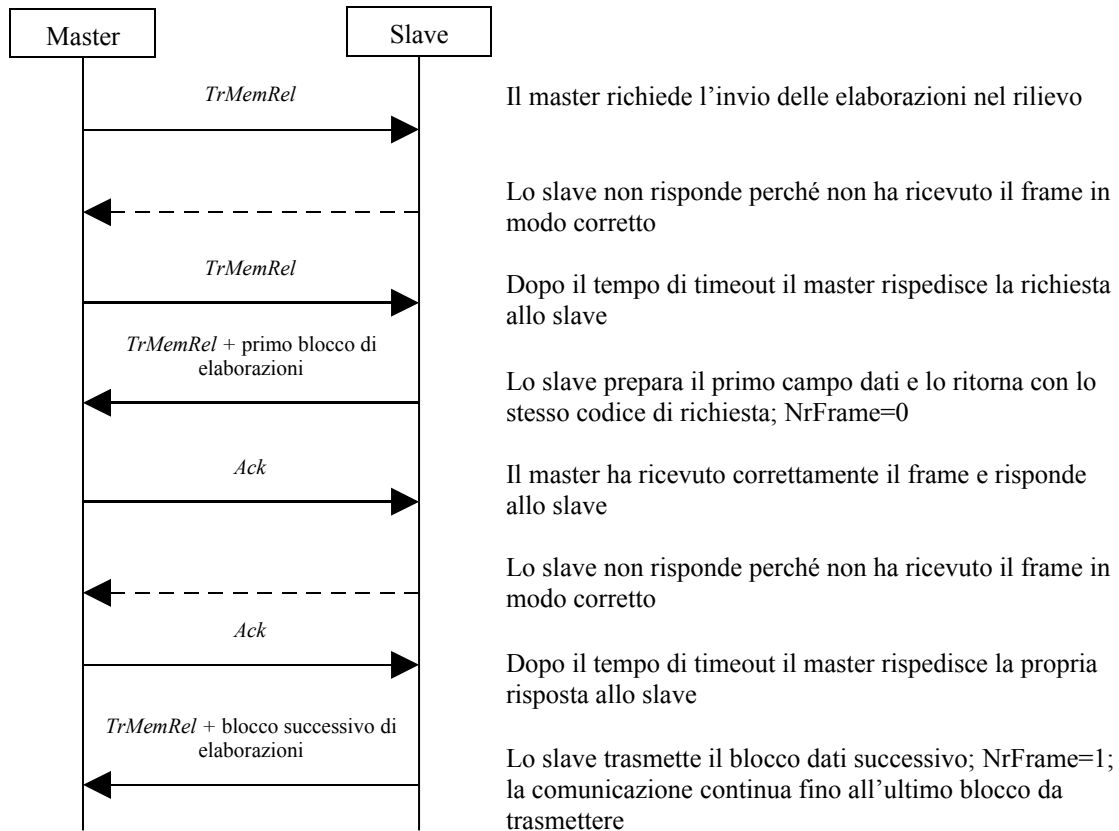 Master
Slave
TrMemRel
Il master richiede l'invio delle elaborazioni nel rilievo
Lo slave non risponde perché non ha ricevuto il frame in
modo corretto
TrMemRel
Dopo il tempo di timeout il master rispedisce la richiesta
allo slave
TrMemRel + primo blocco di
elaborazioni
Lo slave prepara il primo campo dati e lo ritorna con lo
stesso codice di richiesta; NrFrame=0
Ack
Il master ha ricevuto correttamente il frame e risponde
allo slave
Lo slave non risponde perché non ha ricevuto il frame in
modo corretto
Ack
Dopo il tempo di timeout il master rispedisce la propria
risposta allo slave
TrMemRel + blocco successivo di
elaborazioni
Lo slave trasmette il blocco dati successivo; NrFrame=1;
la comunicazione continua fino all'ultimo blocco da
trasmettere